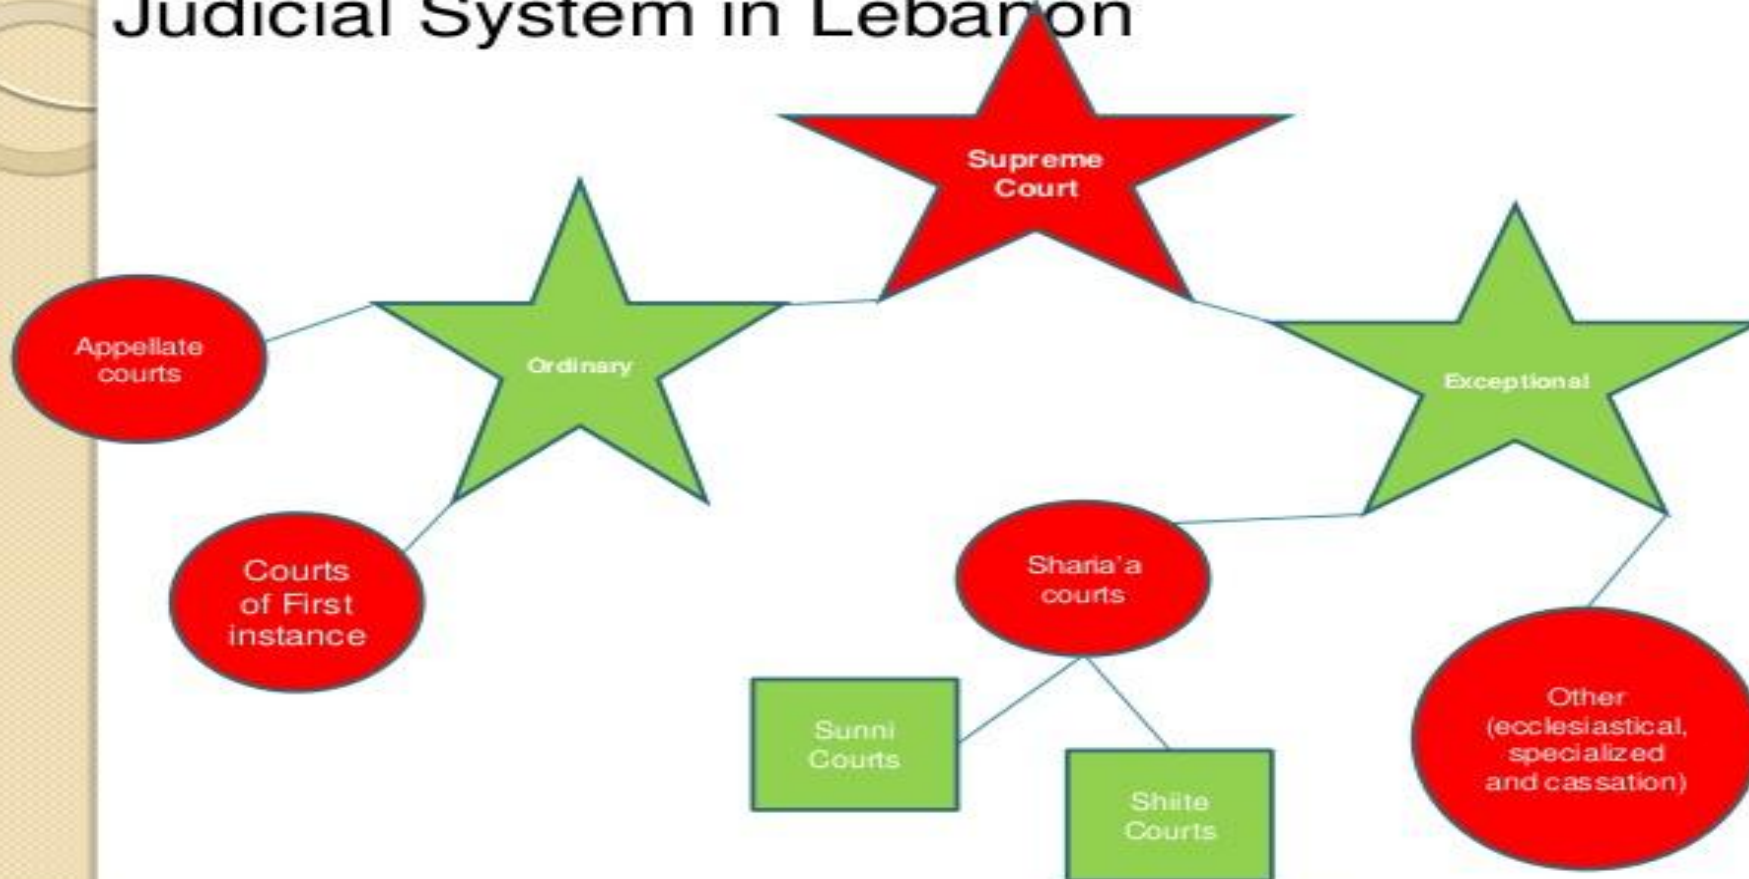 Judicial System in Lebanon
Supreme
Court
Ordinary
Exceptional
Appellate
courts
Courts
of First
instance
Sharia'a
courts
Sunni
Courts
Shiite
Courts
Other
(ecclesiastical,
specialized
and cassation)